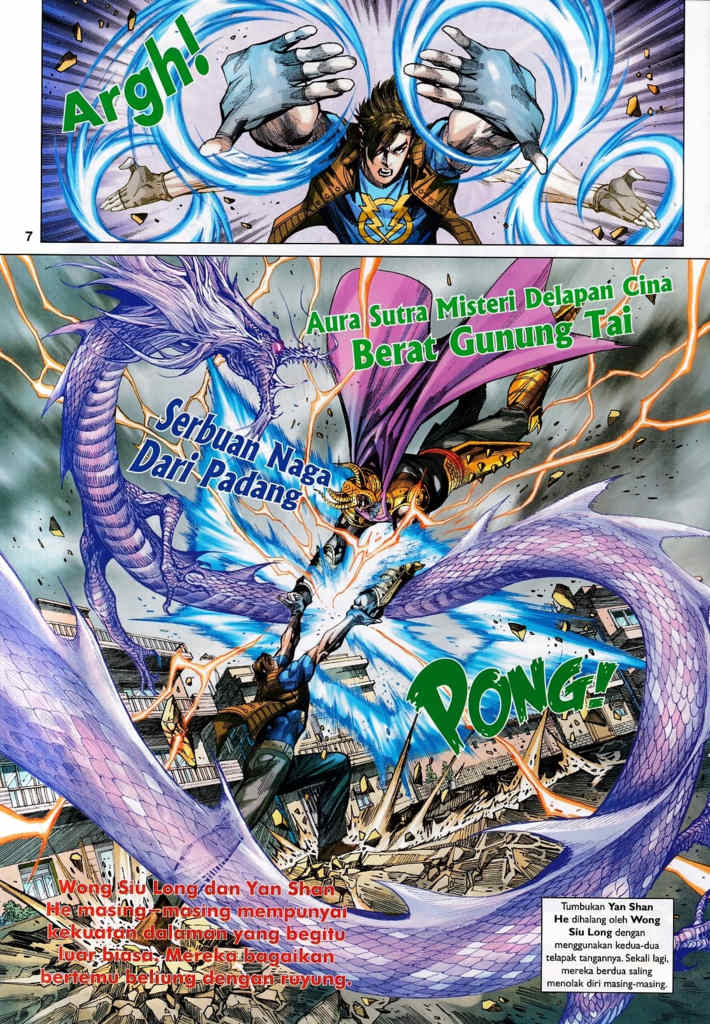 Argh!
7
Aura Sutra Misteri Delapan Cina
Berat Gunung Tai
Serbuan Naga
Dari Padang
PONG!
Wong Siu Long dan Yan Shan
He masing-masing mempunyai
kekuatan dalaman yang begitu
luar biasa. Mereka bagaikan
bertemu beliung dengan ruyung.
Tumbukan Yan Shan
He dihalang oleh Wong
Siu Long dengan
menggunakan kedua-dua
telapak tangannya. Sekali lagi,
mereka berdua saling
menolak diri masing-masing.